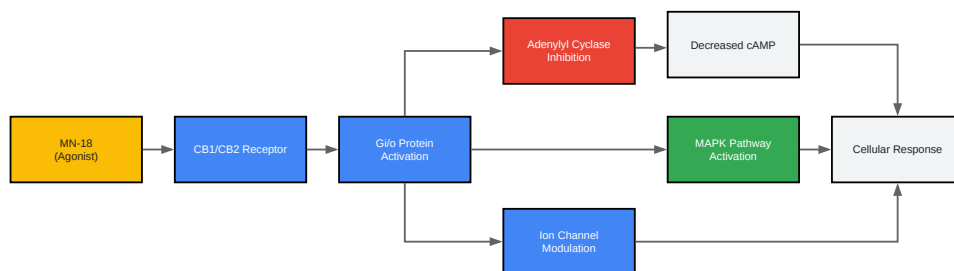 Adenylyl Cyclase
Inhibition
Decreased cAMP
MN-18
(Agonist)
CB1/CB2 Receptor
Gi/o Protein
Activation
MAPK Pathway
Activation
Cellular Response
Ion Channel
Modulation